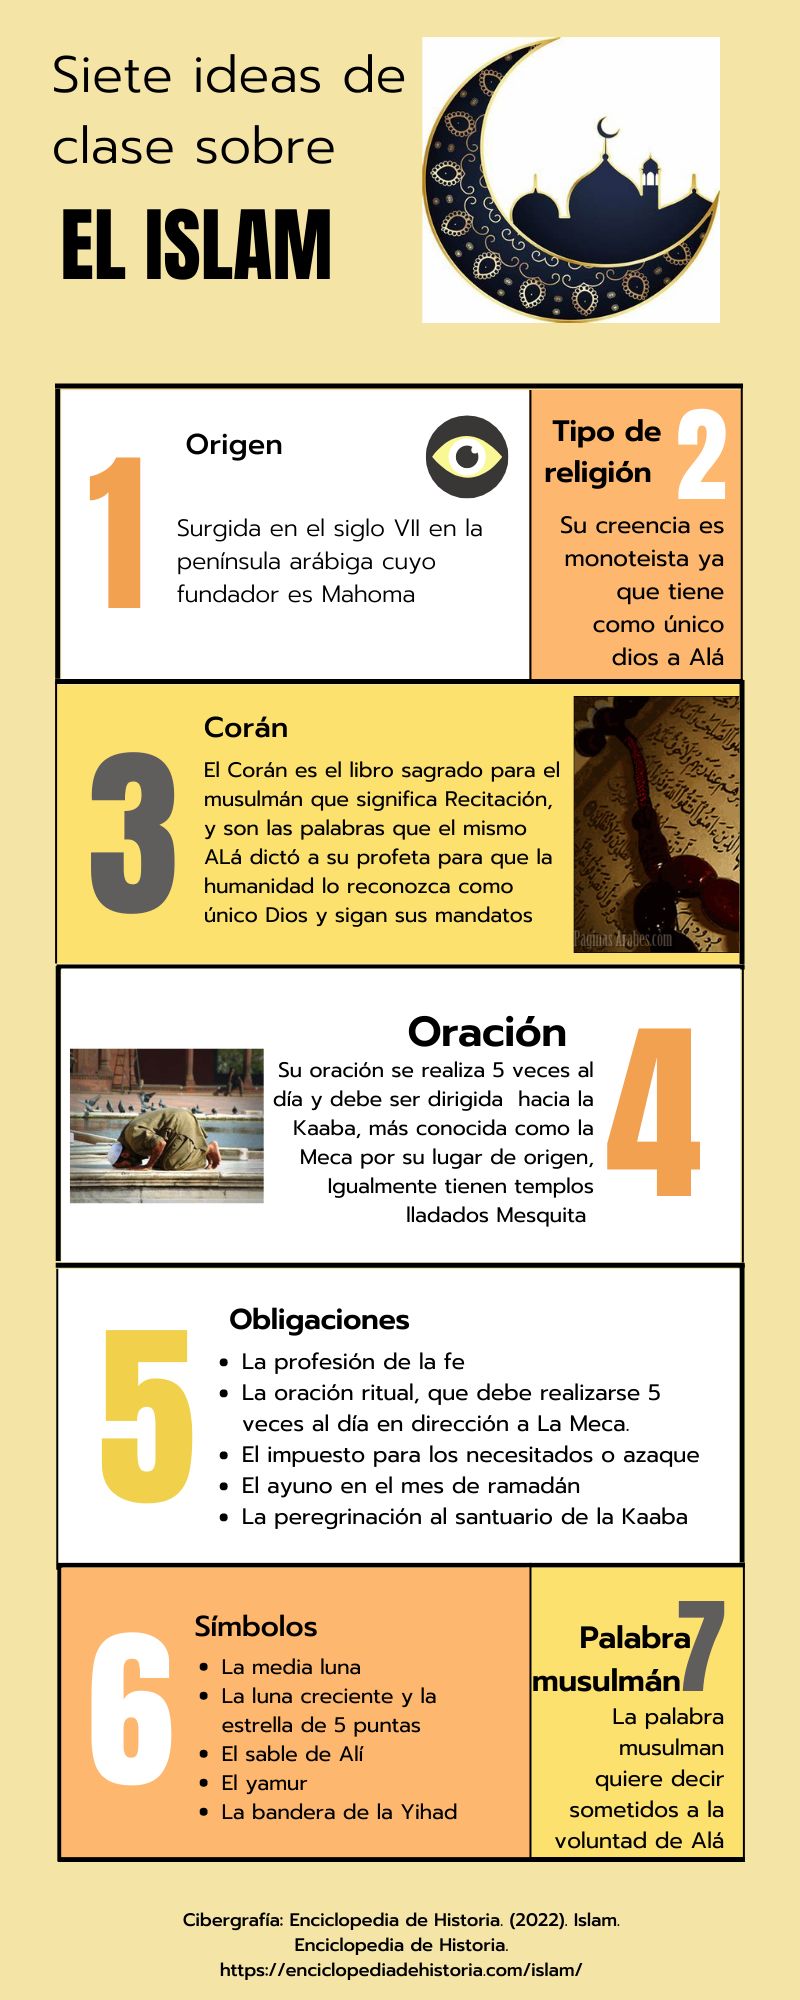 Siete ideas de
clase sobre
EL ISLAM
1
Origen
Surgida en el siglo VII en la
península arábiga cuyo
fundador es Mahoma
2
Tipo de
religión
Su creencia es
monoteista ya
que tiene
como único
dios a Alá
3
Corán
El Corán es el libro sagrado para el
musulmán que significa Recitación,
y son las palabras que el mismo
ALá dictó a su profeta para que la
humanidad lo reconozca como
único Dios y sigan sus mandatos
Paginas Arabes.com
4
Oración
Su oración se realiza 5 veces al
día y debe ser dirigida  hacia la
Kaaba, más conocida como la
Meca por su lugar de origen,
Igualmente tienen templos
lladados Mesquita
5
Obligaciones
• La profesión de la fe
• La oración ritual, que debe realizarse 5
veces al día en dirección a La Meca.
• El impuesto para los necesitados o azaque
• El ayuno en el mes de ramadán
• La peregrinación al santuario de la Kaaba
6
Símbolos
• La media luna
• La luna creciente y la
estrella de 5 puntas
• El sable de Alí
• El yamur
• La bandera de la Yihad
7
Palabra
musulmán
La palabra
musulman
quiere decir
sometidos a la
voluntad de Alá
Cibergrafía: Enciclopedia de Historia. (2022). Islam.
Enciclopedia de Historia.
https://enciclopediadehistoria.com/islam/